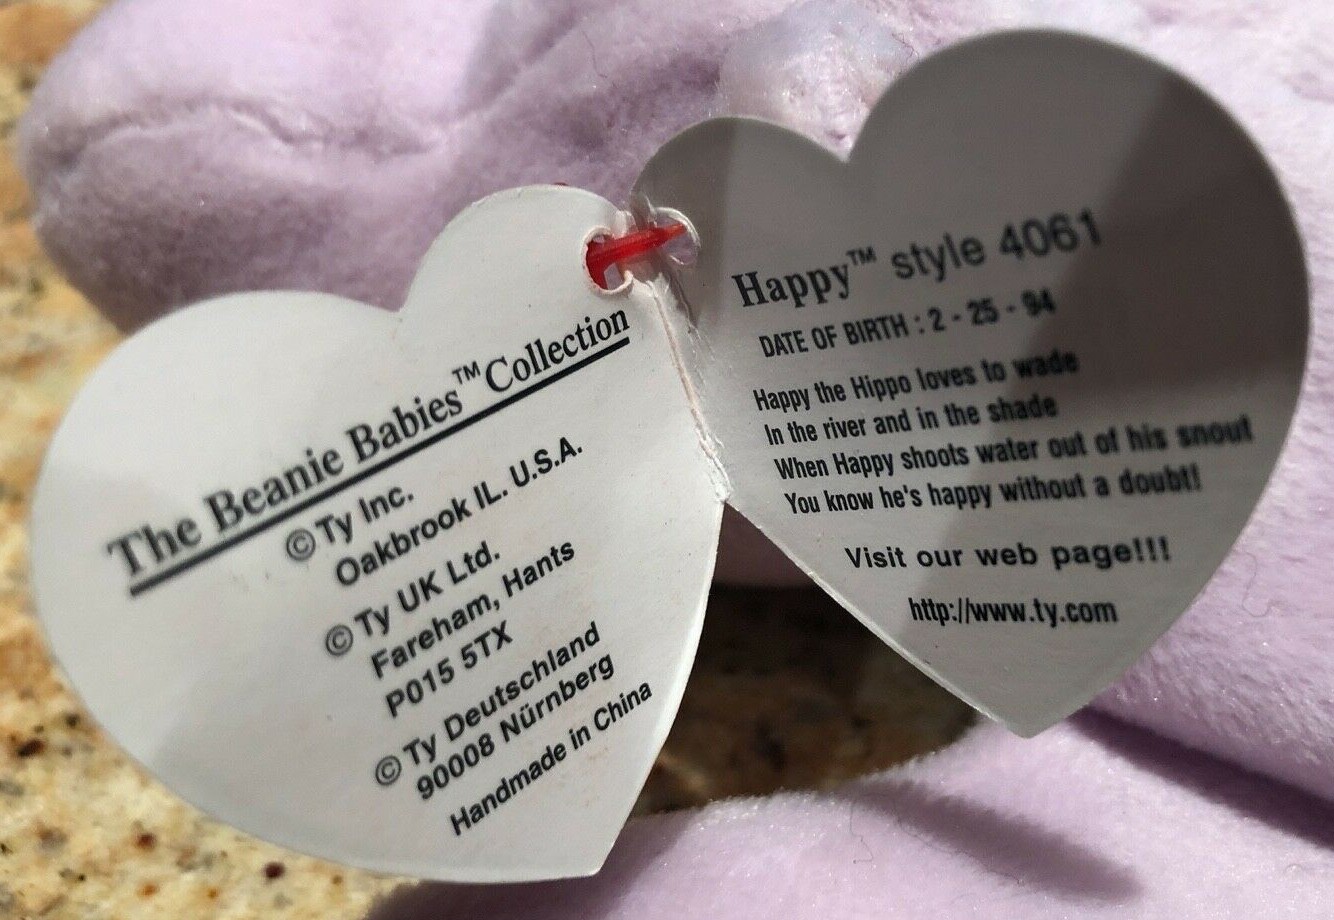 The Beanie Babies™ Collection
© Ty Inc.
Oakbrook IL. U.S.A.
© Ty UK Ltd.
Fareham, Hants
P015 5TX
© Ty Deutschland
90008 Nürnberg
Handmade in China
Happy™ style 4061
DATE OF BIRTH : 2 - 25 - 94
Happy the Hippo loves to wade
In the river and in the shade
When Happy shoots water out of his snout
You know he's happy without a doubt!
Visit our web page!!!
http://www.ty.com